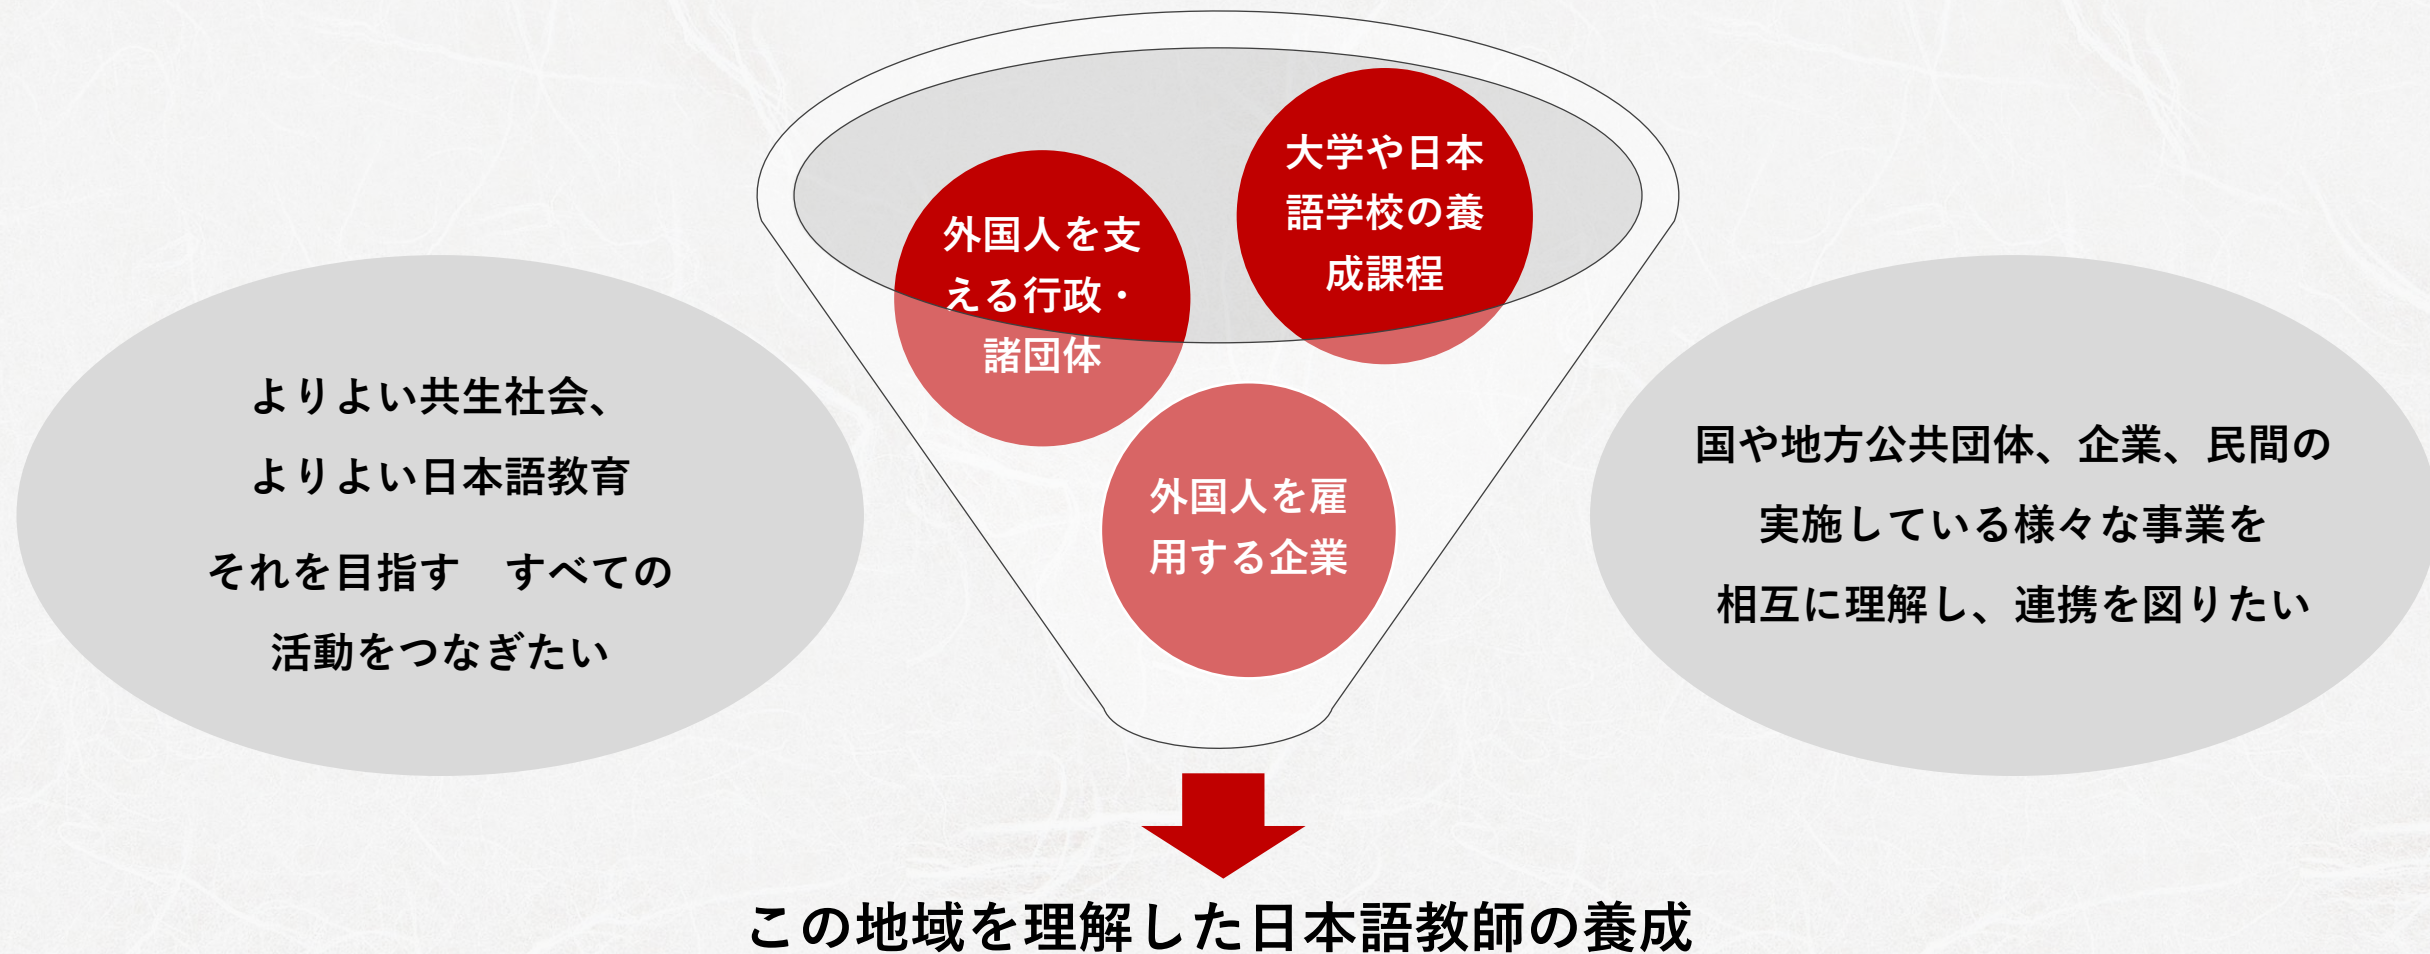 大学や日本
語学校の養
成課程
外国人を支
える行政・
諸団体
外国人を雇
用する企業
よりよい共生社会、
よりよい日本語教育
それを目指す　すべての
活動をつなぎたい
国や地方公共団体、企業、民間の
実施している様々な事業を
相互に理解し、連携を図りたい
この地域を理解した日本語教師の養成